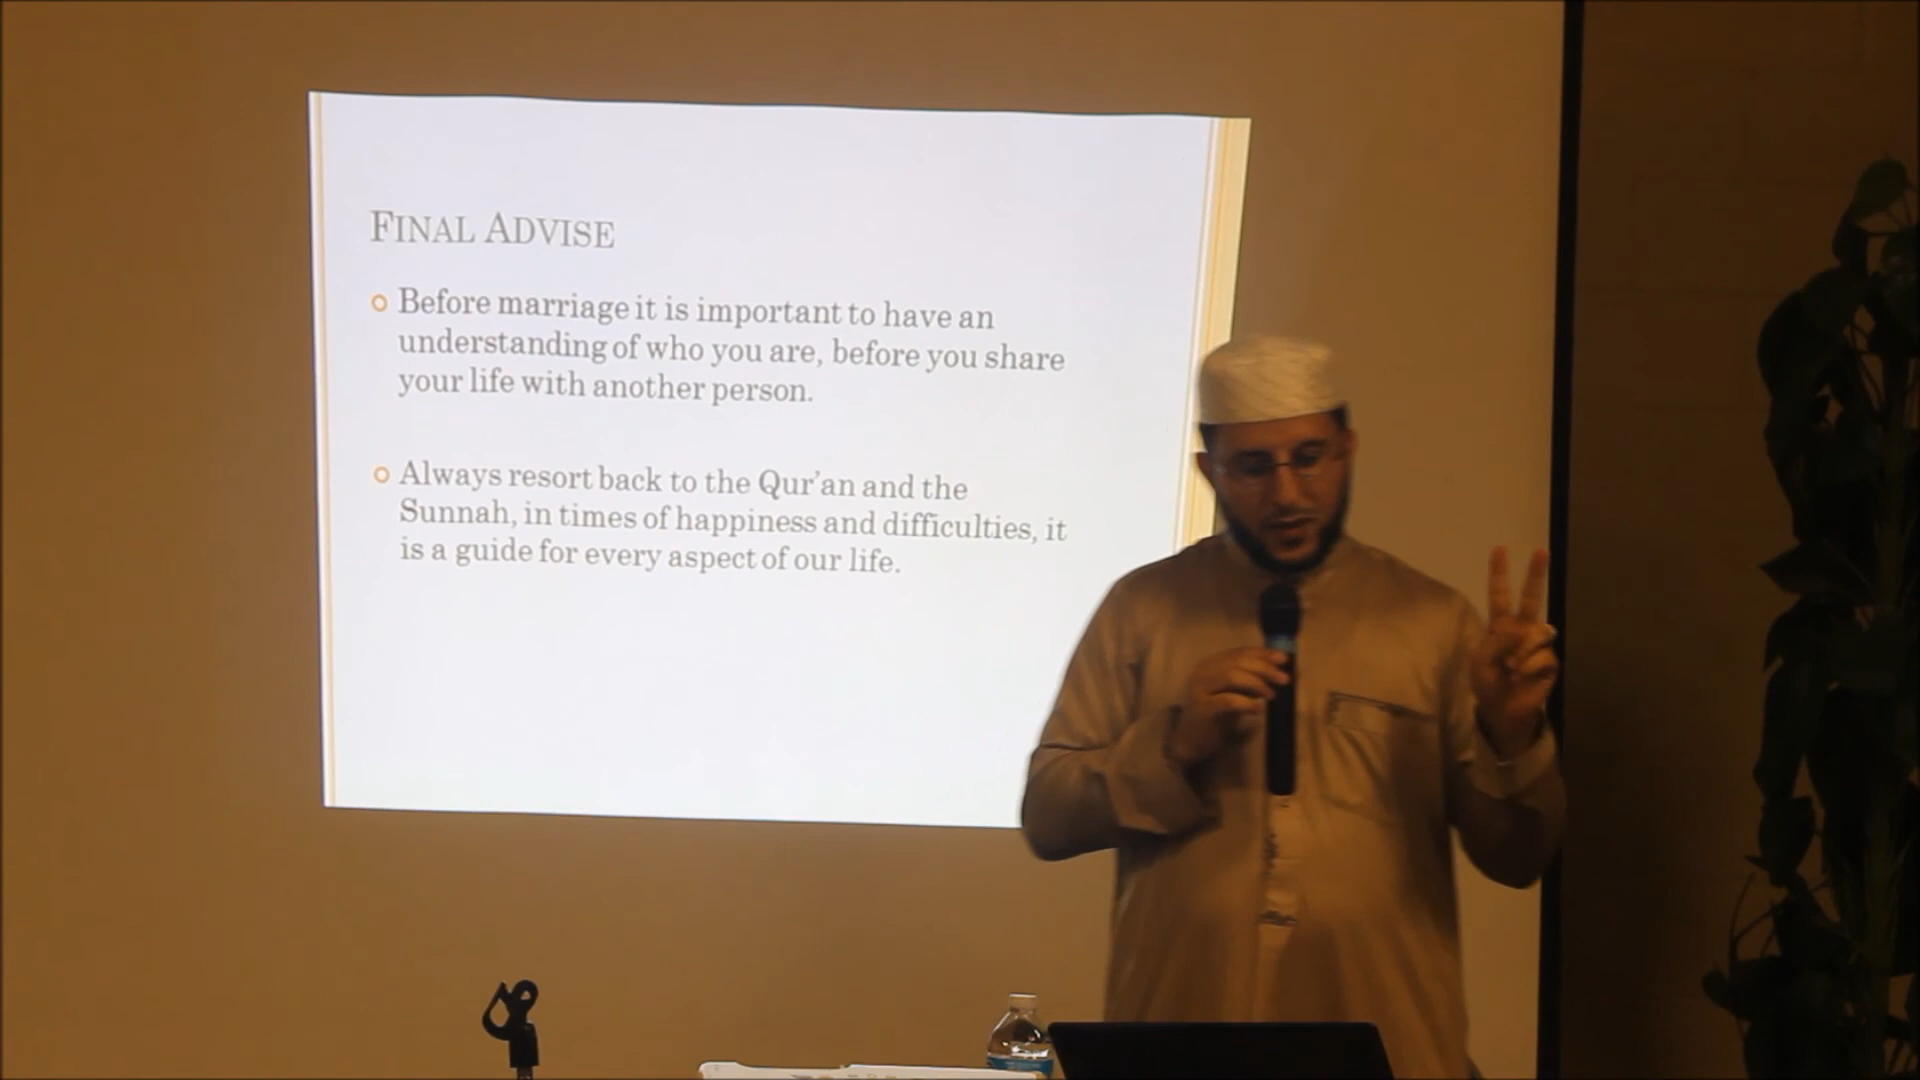 FINAL ADVISE
Before marriage it is important to have an
understanding of who you are, before you share
your life with another person.
Always resort back to the Qur’an and the
Sunnah, in times of happiness and difficulties, it
is a guide for every aspect of our life.